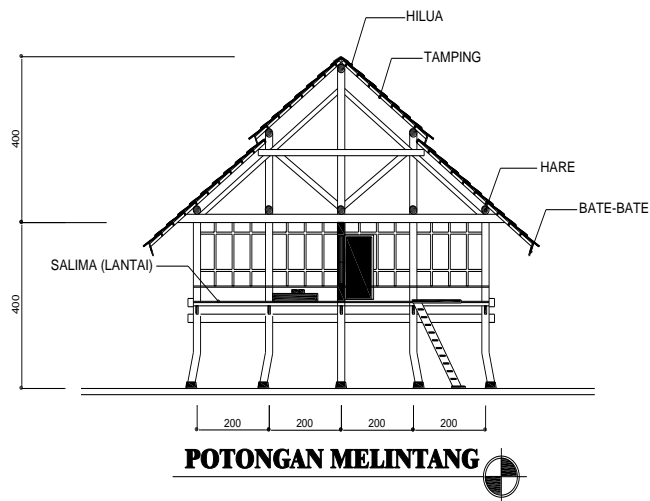 HILUA
TAMPING
400
HARE
BATE-BATE
SALIMA (LANTAI)
400
200 200 200 200
POTONGAN MELINTANG